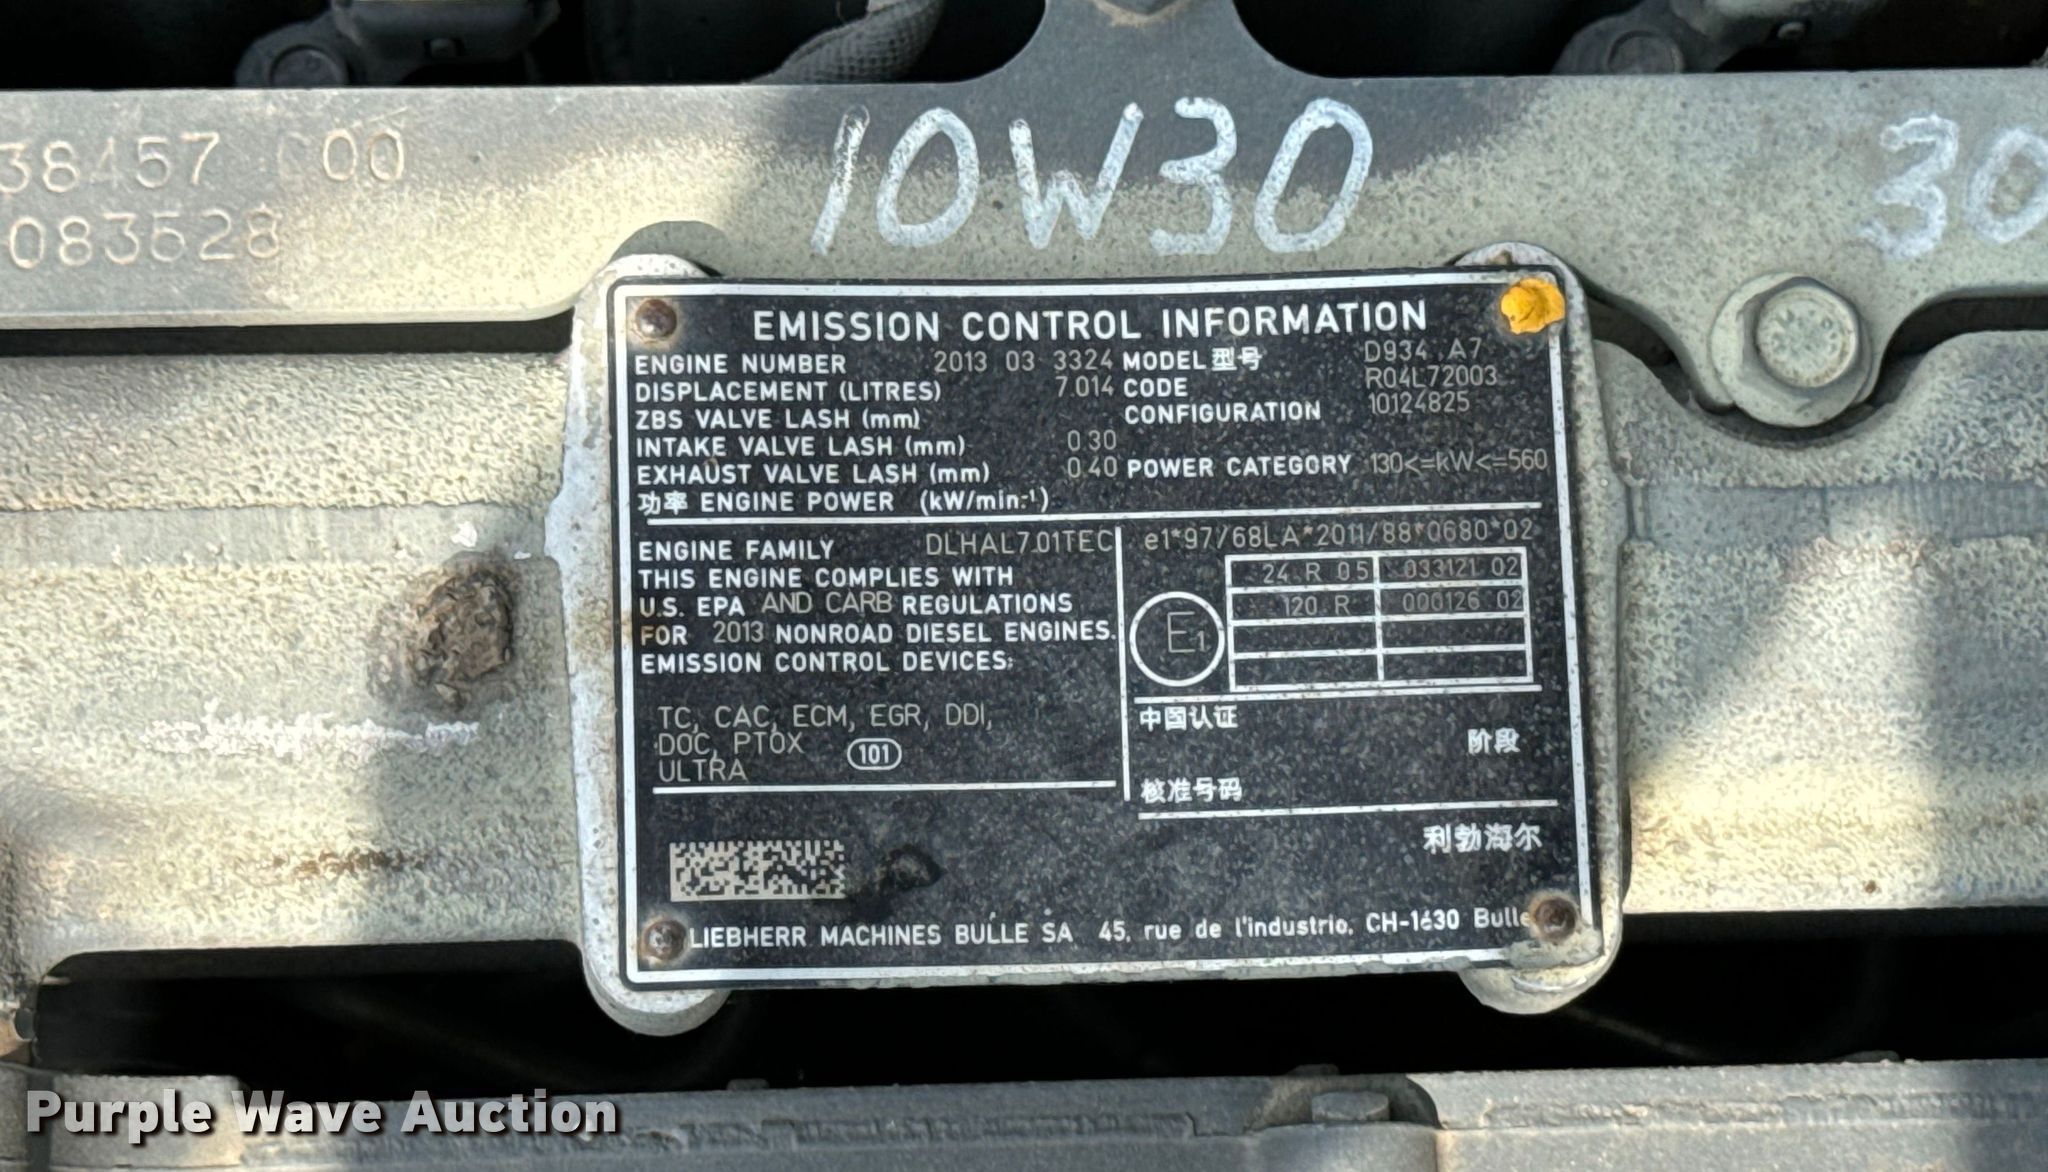 10W30
30
38457 C00
083628
EMISSION CONTROL INFORMATION
ENGINE NUMBER 2013 03 3324 MODEL 型号 D934 A7
DISPLACEMENT (LITRES) 7.014 CODE R04L72003
ZBS VALVE LASH (mm) CONFIGURATION 10124825
INTAKE VALVE LASH (mm) 0.30
EXHAUST VALVE LASH (mm) 0.40 POWER CATEGORY 130<=kW<=560
功率 ENGINE POWER (kW/min.⁻¹)
ENGINE FAMILY DLHAL7.01TEC
THIS ENGINE COMPLIES WITH
U.S. EPA AND CARB REGULATIONS
FOR 2013 NONROAD DIESEL ENGINES.
EMISSION CONTROL DEVICES:
TC, CAC, ECM, EGR, DDI,
DOC, PTOX
ULTRA 101
e1*97/68LA*2011/88*0680*02
24 R 05 033121 02
120 R 000126 02
E1
中国认证
阶段
核准号码
利勃海尔
LIEBHERR MACHINES BULLE SA 45, rue de l'industrie, CH-1630 Bulle
Purple Wave Auction